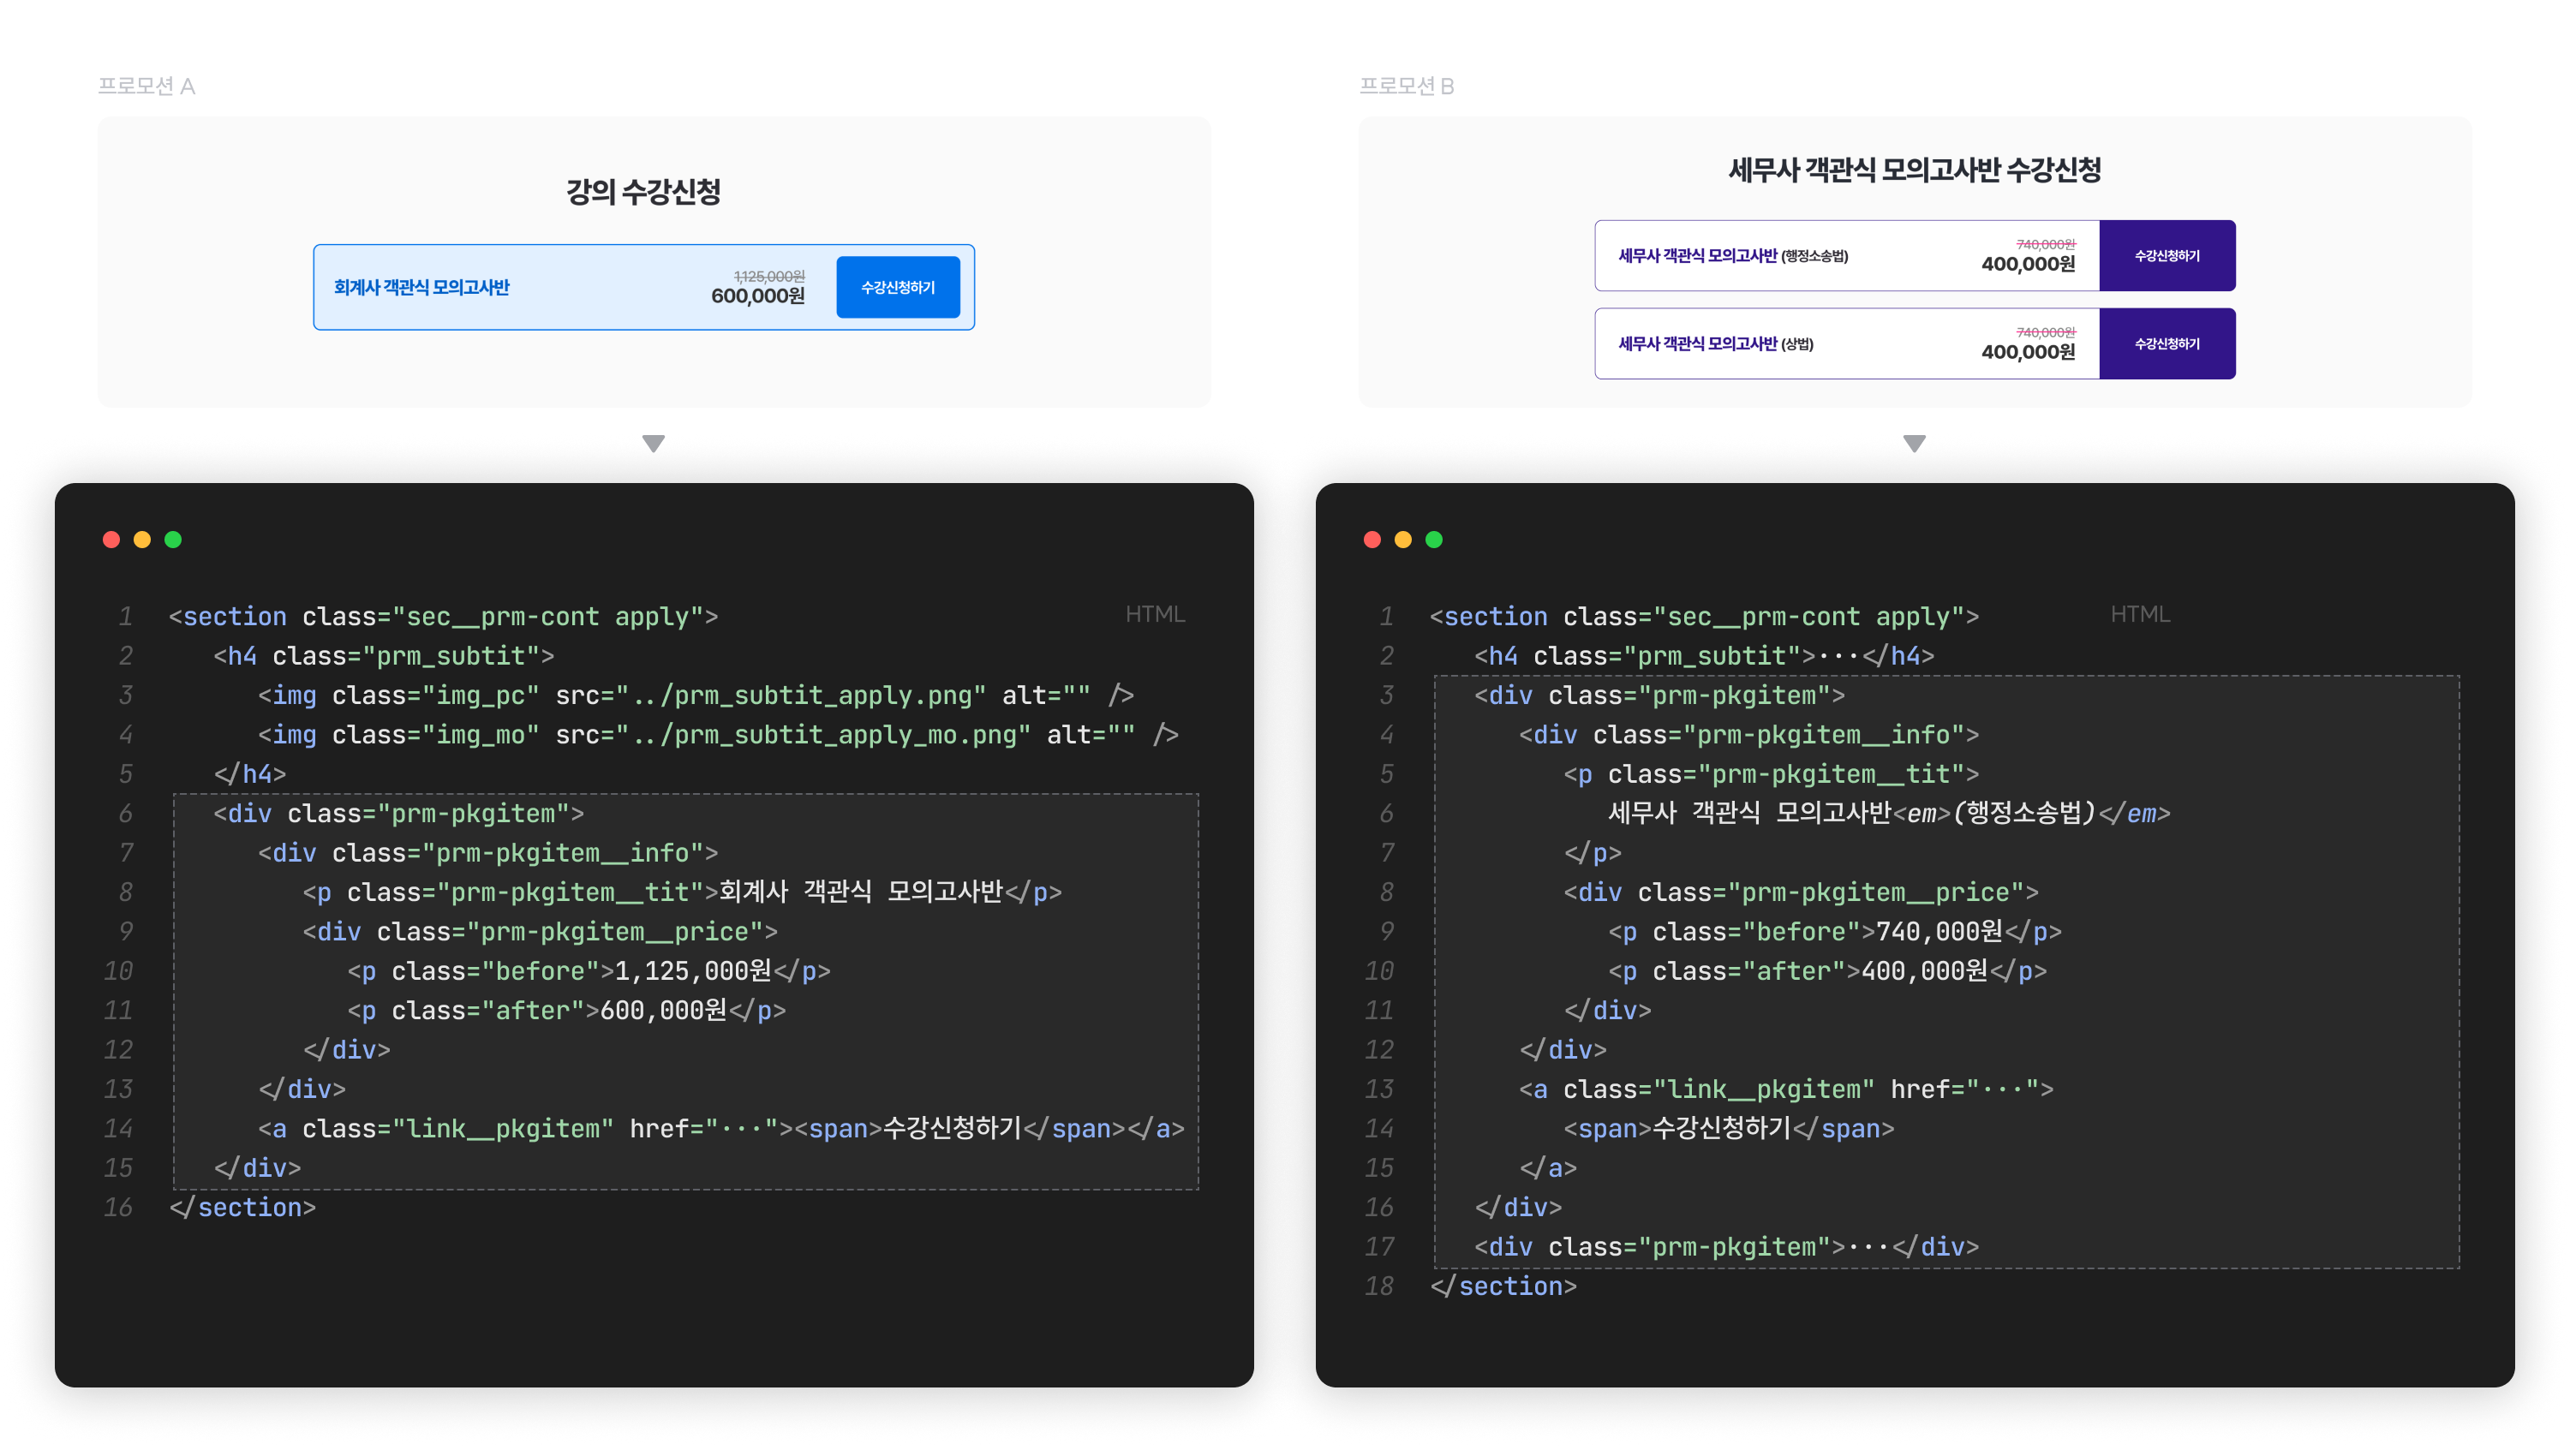 프로모션 A
강의 수강신청
회계사 객관식 모의고사반
1,125,000원
600,000원
수강신청하기
HTML
1 <section class="sec__prm-cont apply">
2 <h4 class="prm_subtit">
3 <img class="img_pc" src="../prm_subtit_apply.png" alt="" />
4 <img class="img_mo" src="../prm_subtit_apply_mo.png" alt="" />
5 </h4>
6 <div class="prm-pkgitem">
7 <div class="prm-pkgitem__info">
8 <p class="prm-pkgitem__tit">회계사 객관식 모의고사반</p>
9 <div class="prm-pkgitem__price">
10 <p class="before">1,125,000원</p>
11 <p class="after">600,000원</p>
12 </div>
13 </div>
14 <a class="link__pkgitem" href="···"><span>수강신청하기</span></a>
15 </div>
16 </section>
프로모션 B
세무사 객관식 모의고사반 수강신청
세무사 객관식 모의고사반 (행정소송법)
740,000원
400,000원
수강신청하기
세무사 객관식 모의고사반 (상법)
740,000원
400,000원
수강신청하기
HTML
1 <section class="sec__prm-cont apply">
2 <h4 class="prm_subtit">···</h4>
3 <div class="prm-pkgitem">
4 <div class="prm-pkgitem__info">
5 <p class="prm-pkgitem__tit">
6 세무사 객관식 모의고사반<em>(행정소송법)</em>
7 </p>
8 <div class="prm-pkgitem__price">
9 <p class="before">740,000원</p>
10 <p class="after">400,000원</p>
11 </div>
12 </div>
13 <a class="link__pkgitem" href="···">
14 <span>수강신청하기</span>
15 </a>
16 </div>
17 <div class="prm-pkgitem">···</div>
18 </section>